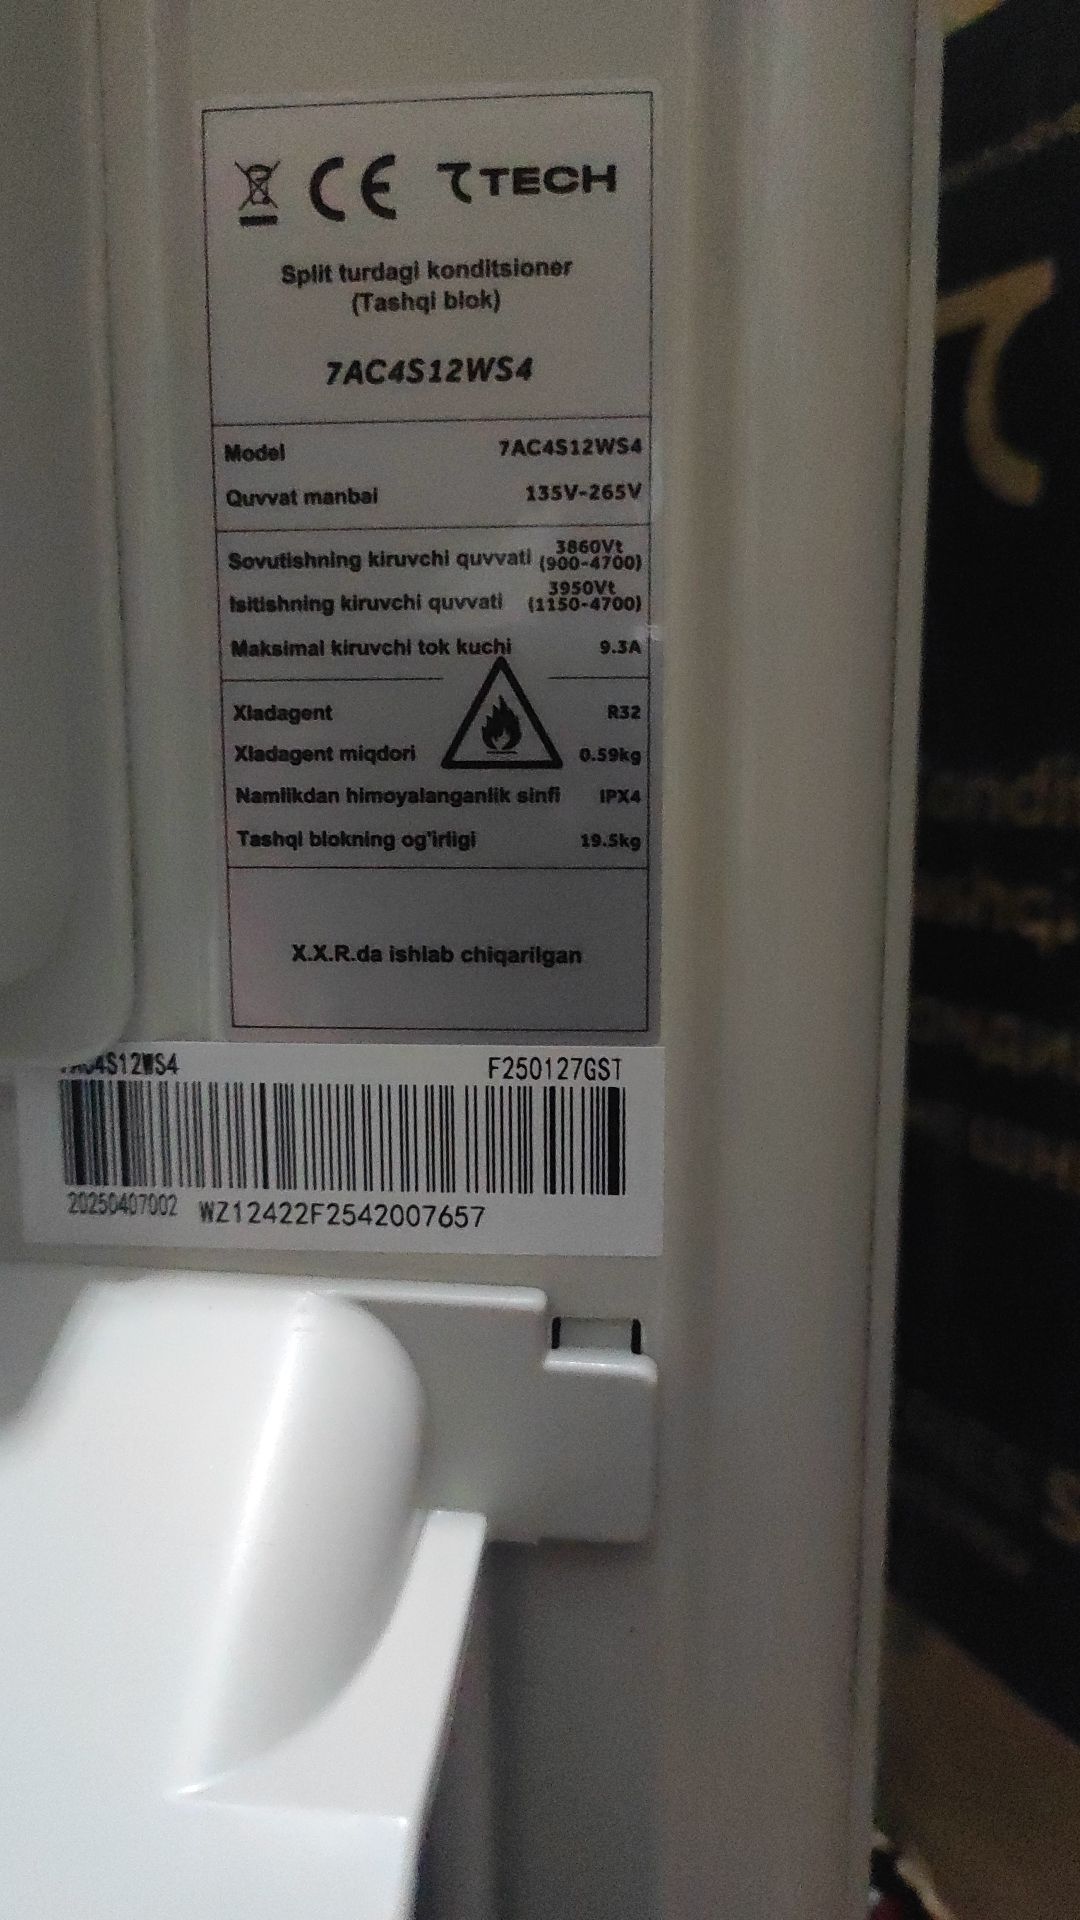 CE 7TECH
Split turdagi konditsioner
(Tashqi blok)
7AC4S12WS4
Model 7AC4S12WS4
Quvvat manbai 135V-265V
Sovutishning kiruvchi quvvati 3860Vt (900-4700)
Isitishning kiruvchi quvvati 3950Vt (1150-4700)
Maksimal kiruvchi tok kuchi 9.3A
Xladagent R32
Xladagent miqdori 0.59kg
Namlikdan himoyalanganlik sinfi IPX4
Tashqi blokning og'irligi 19.5kg
X.X.R.da ishlab chiqarilgan
7AC4S12WS4 F250127GST
20250407002 WZ12422F2542007657